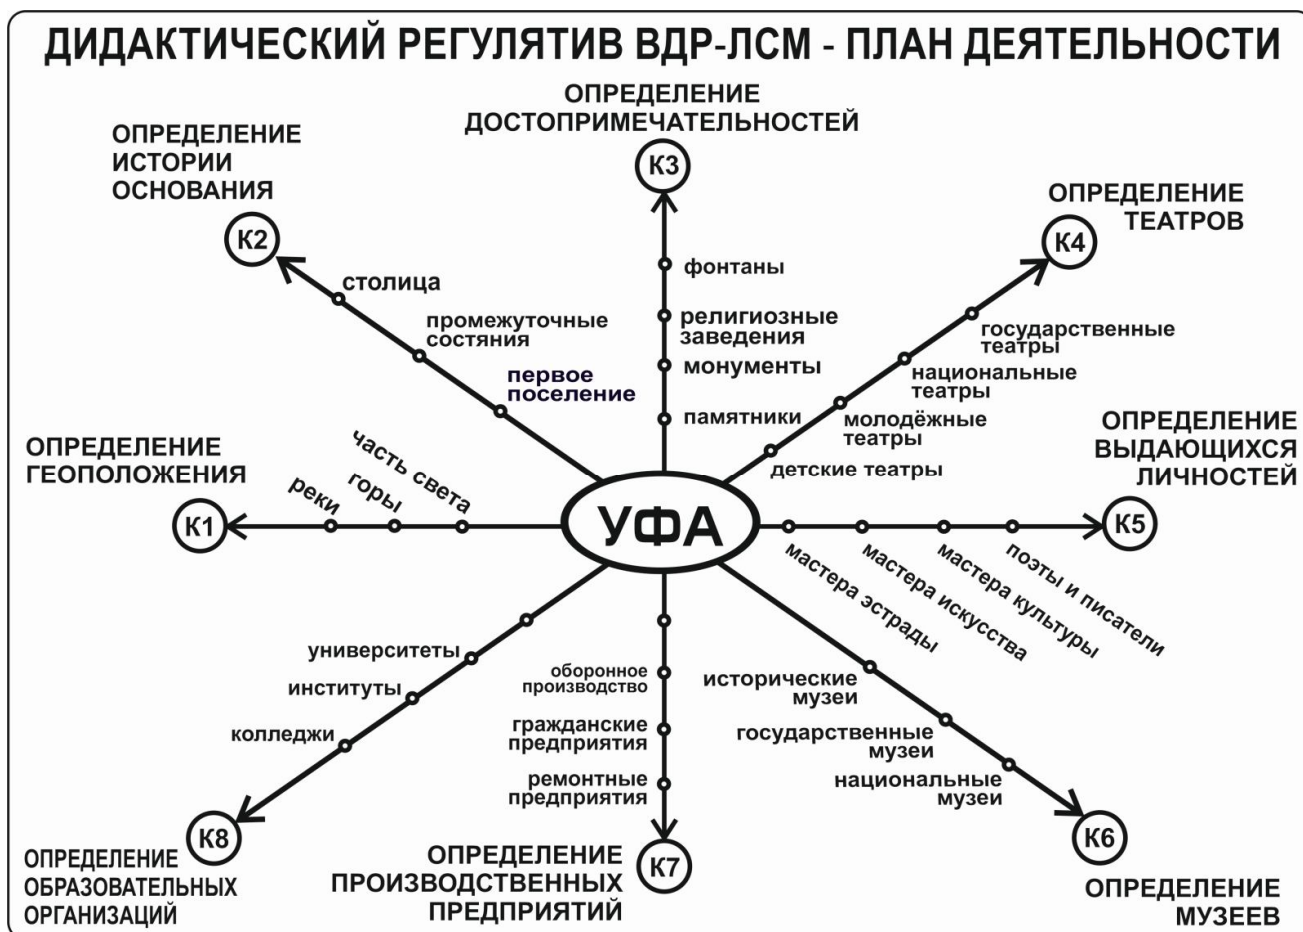 ДИДАКТИЧЕСКИЙ РЕГУЛЯТИВ ВДР-ЛСМ - ПЛАН ДЕЯТЕЛЬНОСТИ
ОПРЕДЕЛЕНИЕ
ДОСТОПРИМЕЧАТЕЛЬНОСТЕЙ
К3
фонтаны
религиозные
заведения
монументы
памятники
ОПРЕДЕЛЕНИЕ
ИСТОРИИ
ОСНОВАНИЯ
К2
столица
промежуточные
состяния
первое
поселение
ОПРЕДЕЛЕНИЕ
ТЕАТРОВ
К4
государственные
театры
национальные
театры
молодёжные
театры
детские театры
ОПРЕДЕЛЕНИЕ
ГЕОПОЛОЖЕНИЯ
К1
реки
горы
часть света
УФА
ОПРЕДЕЛЕНИЕ
ВЫДАЮЩИХСЯ
ЛИЧНОСТЕЙ
К5
мастера эстрады
мастера искусства
мастера культуры
поэты и писатели
университеты
институты
колледжи
К8
ОПРЕДЕЛЕНИЕ
ОБРАЗОВАТЕЛЬНЫХ
ОРГАНИЗАЦИЙ
оборонное
производство
гражданские
предприятия
ремонтные
предприятия
К7
ОПРЕДЕЛЕНИЕ
ПРОИЗВОДСТВЕННЫХ
ПРЕДПРИЯТИЙ
исторические
музеи
государственные
музеи
национальные
музеи
К6
ОПРЕДЕЛЕНИЕ
МУЗЕЕВ